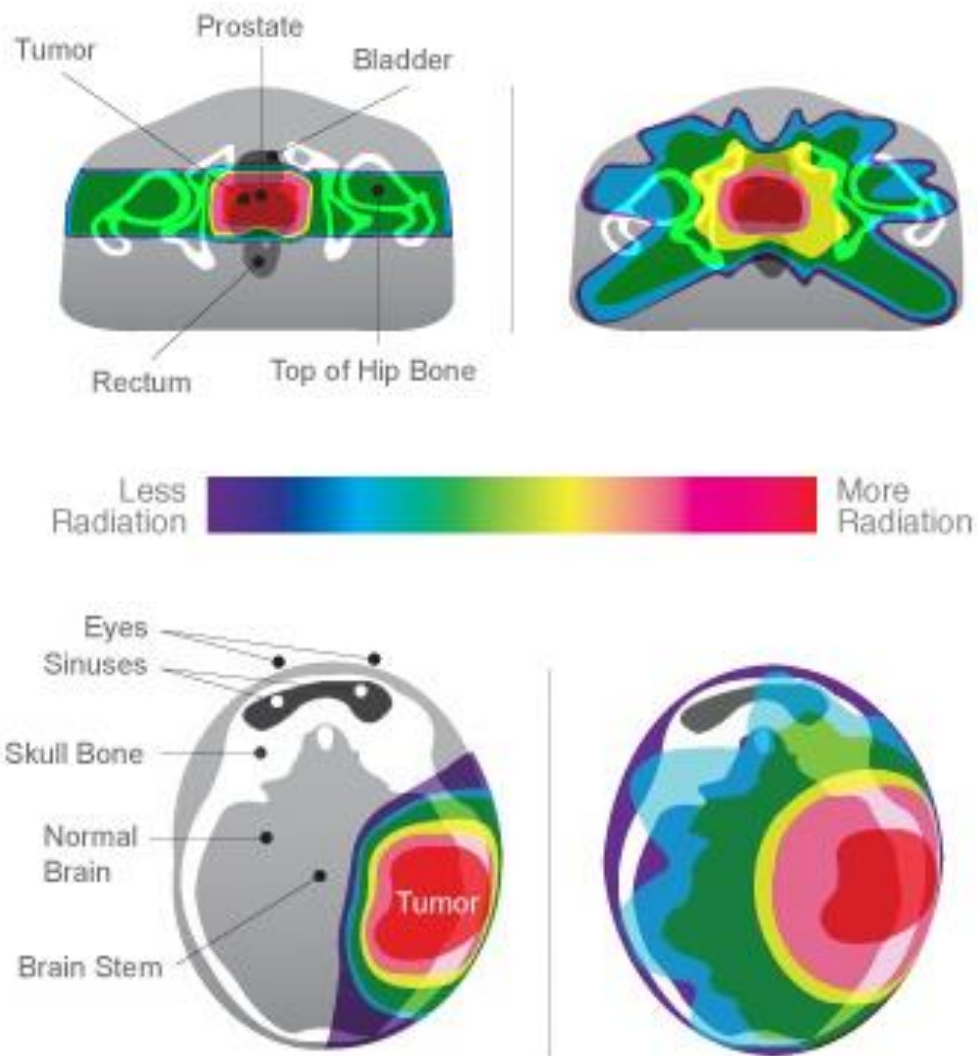 Prostate
Tumor
Bladder
Rectum
Top of Hip Bone
Less
Radiation
More
Radiation
Eyes
Sinuses
Skull Bone
Normal
Brain
Tumor
Brain Stem